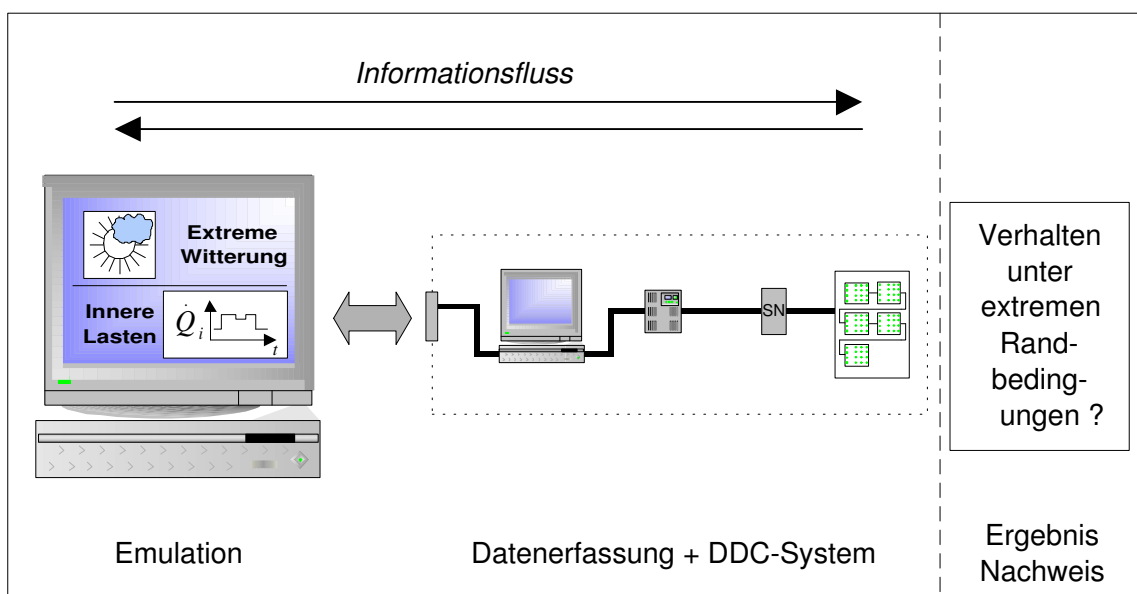 Informationsfluss
Extreme
Witterung
Innere
Lasten
Q̇i
t
SN
Verhalten
unter
extremen
Rand-
beding-
ungen ?
Emulation
Datenerfassung + DDC-System
Ergebnis
Nachweis